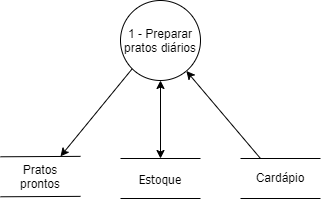 1 - Preparar
pratos diários
Pratos
prontos
Estoque
Cardápio